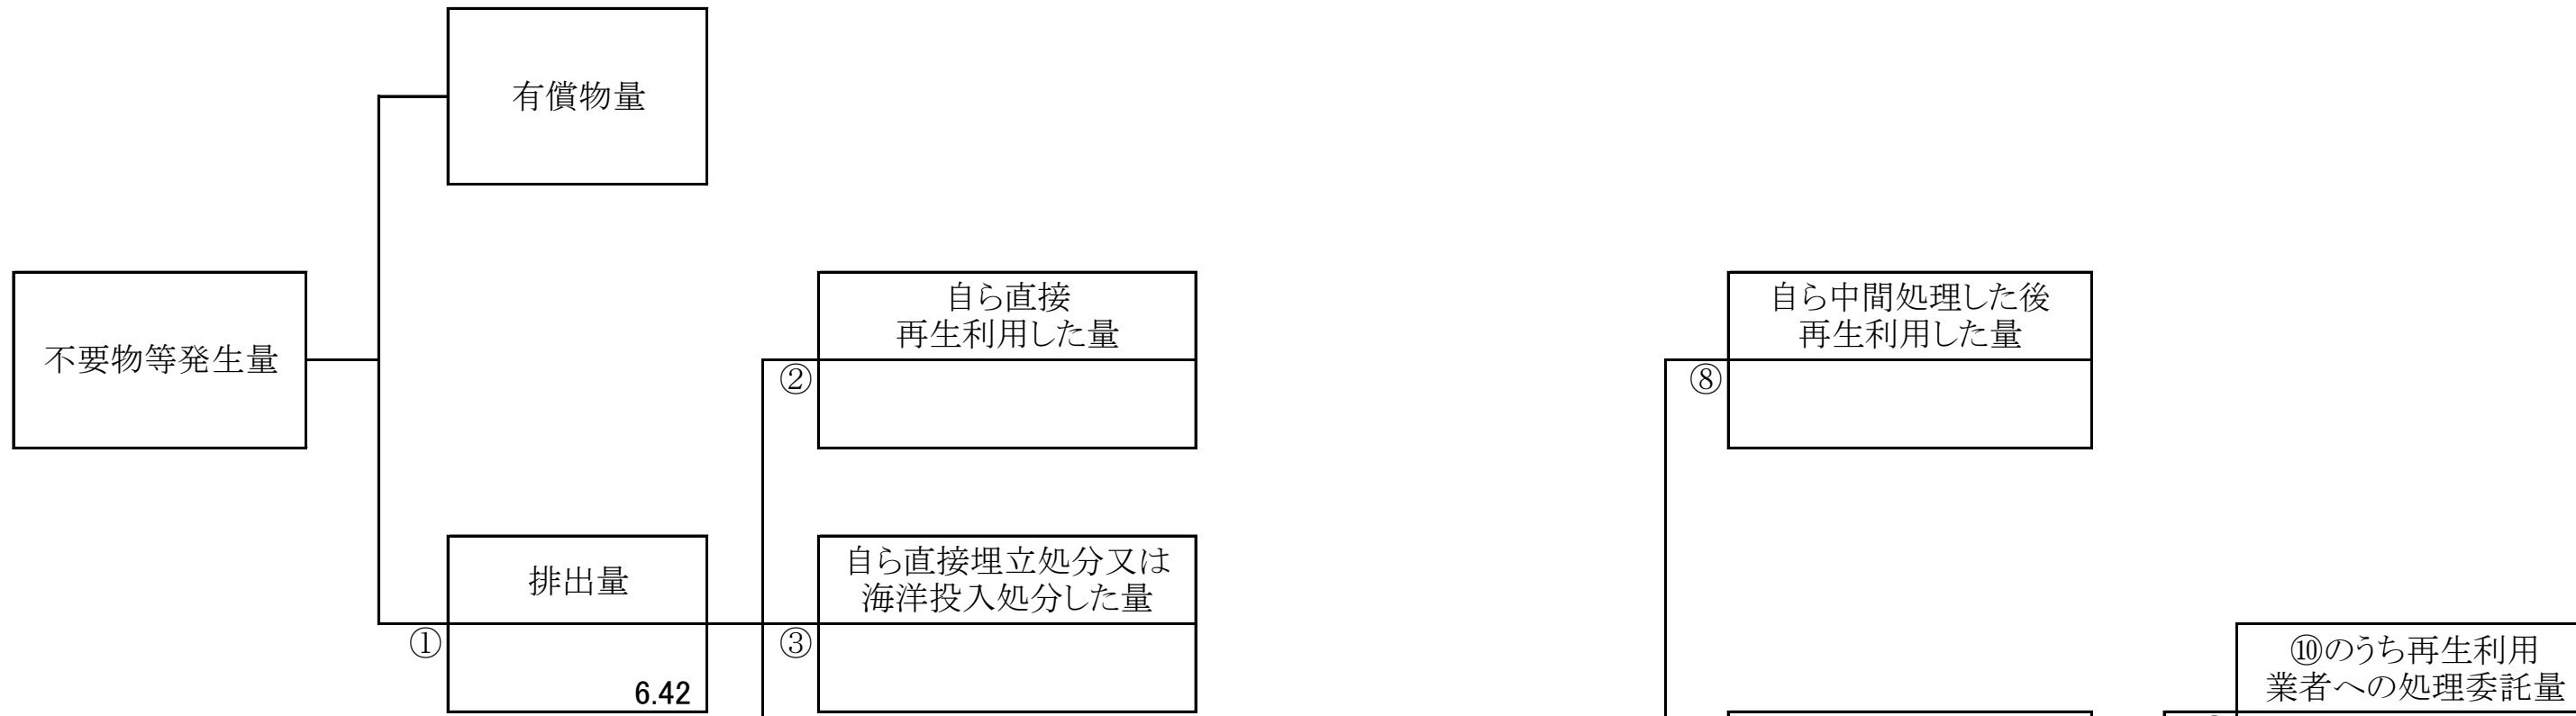 有償物量
不要物等発生量
自ら直接
再生利用した量
②
自ら中間処理した後
再生利用した量
⑧
排出量
①
6.42
自ら直接埋立処分又は
海洋投入処分した量
③
⑩のうち再生利用
業者への処理委託量